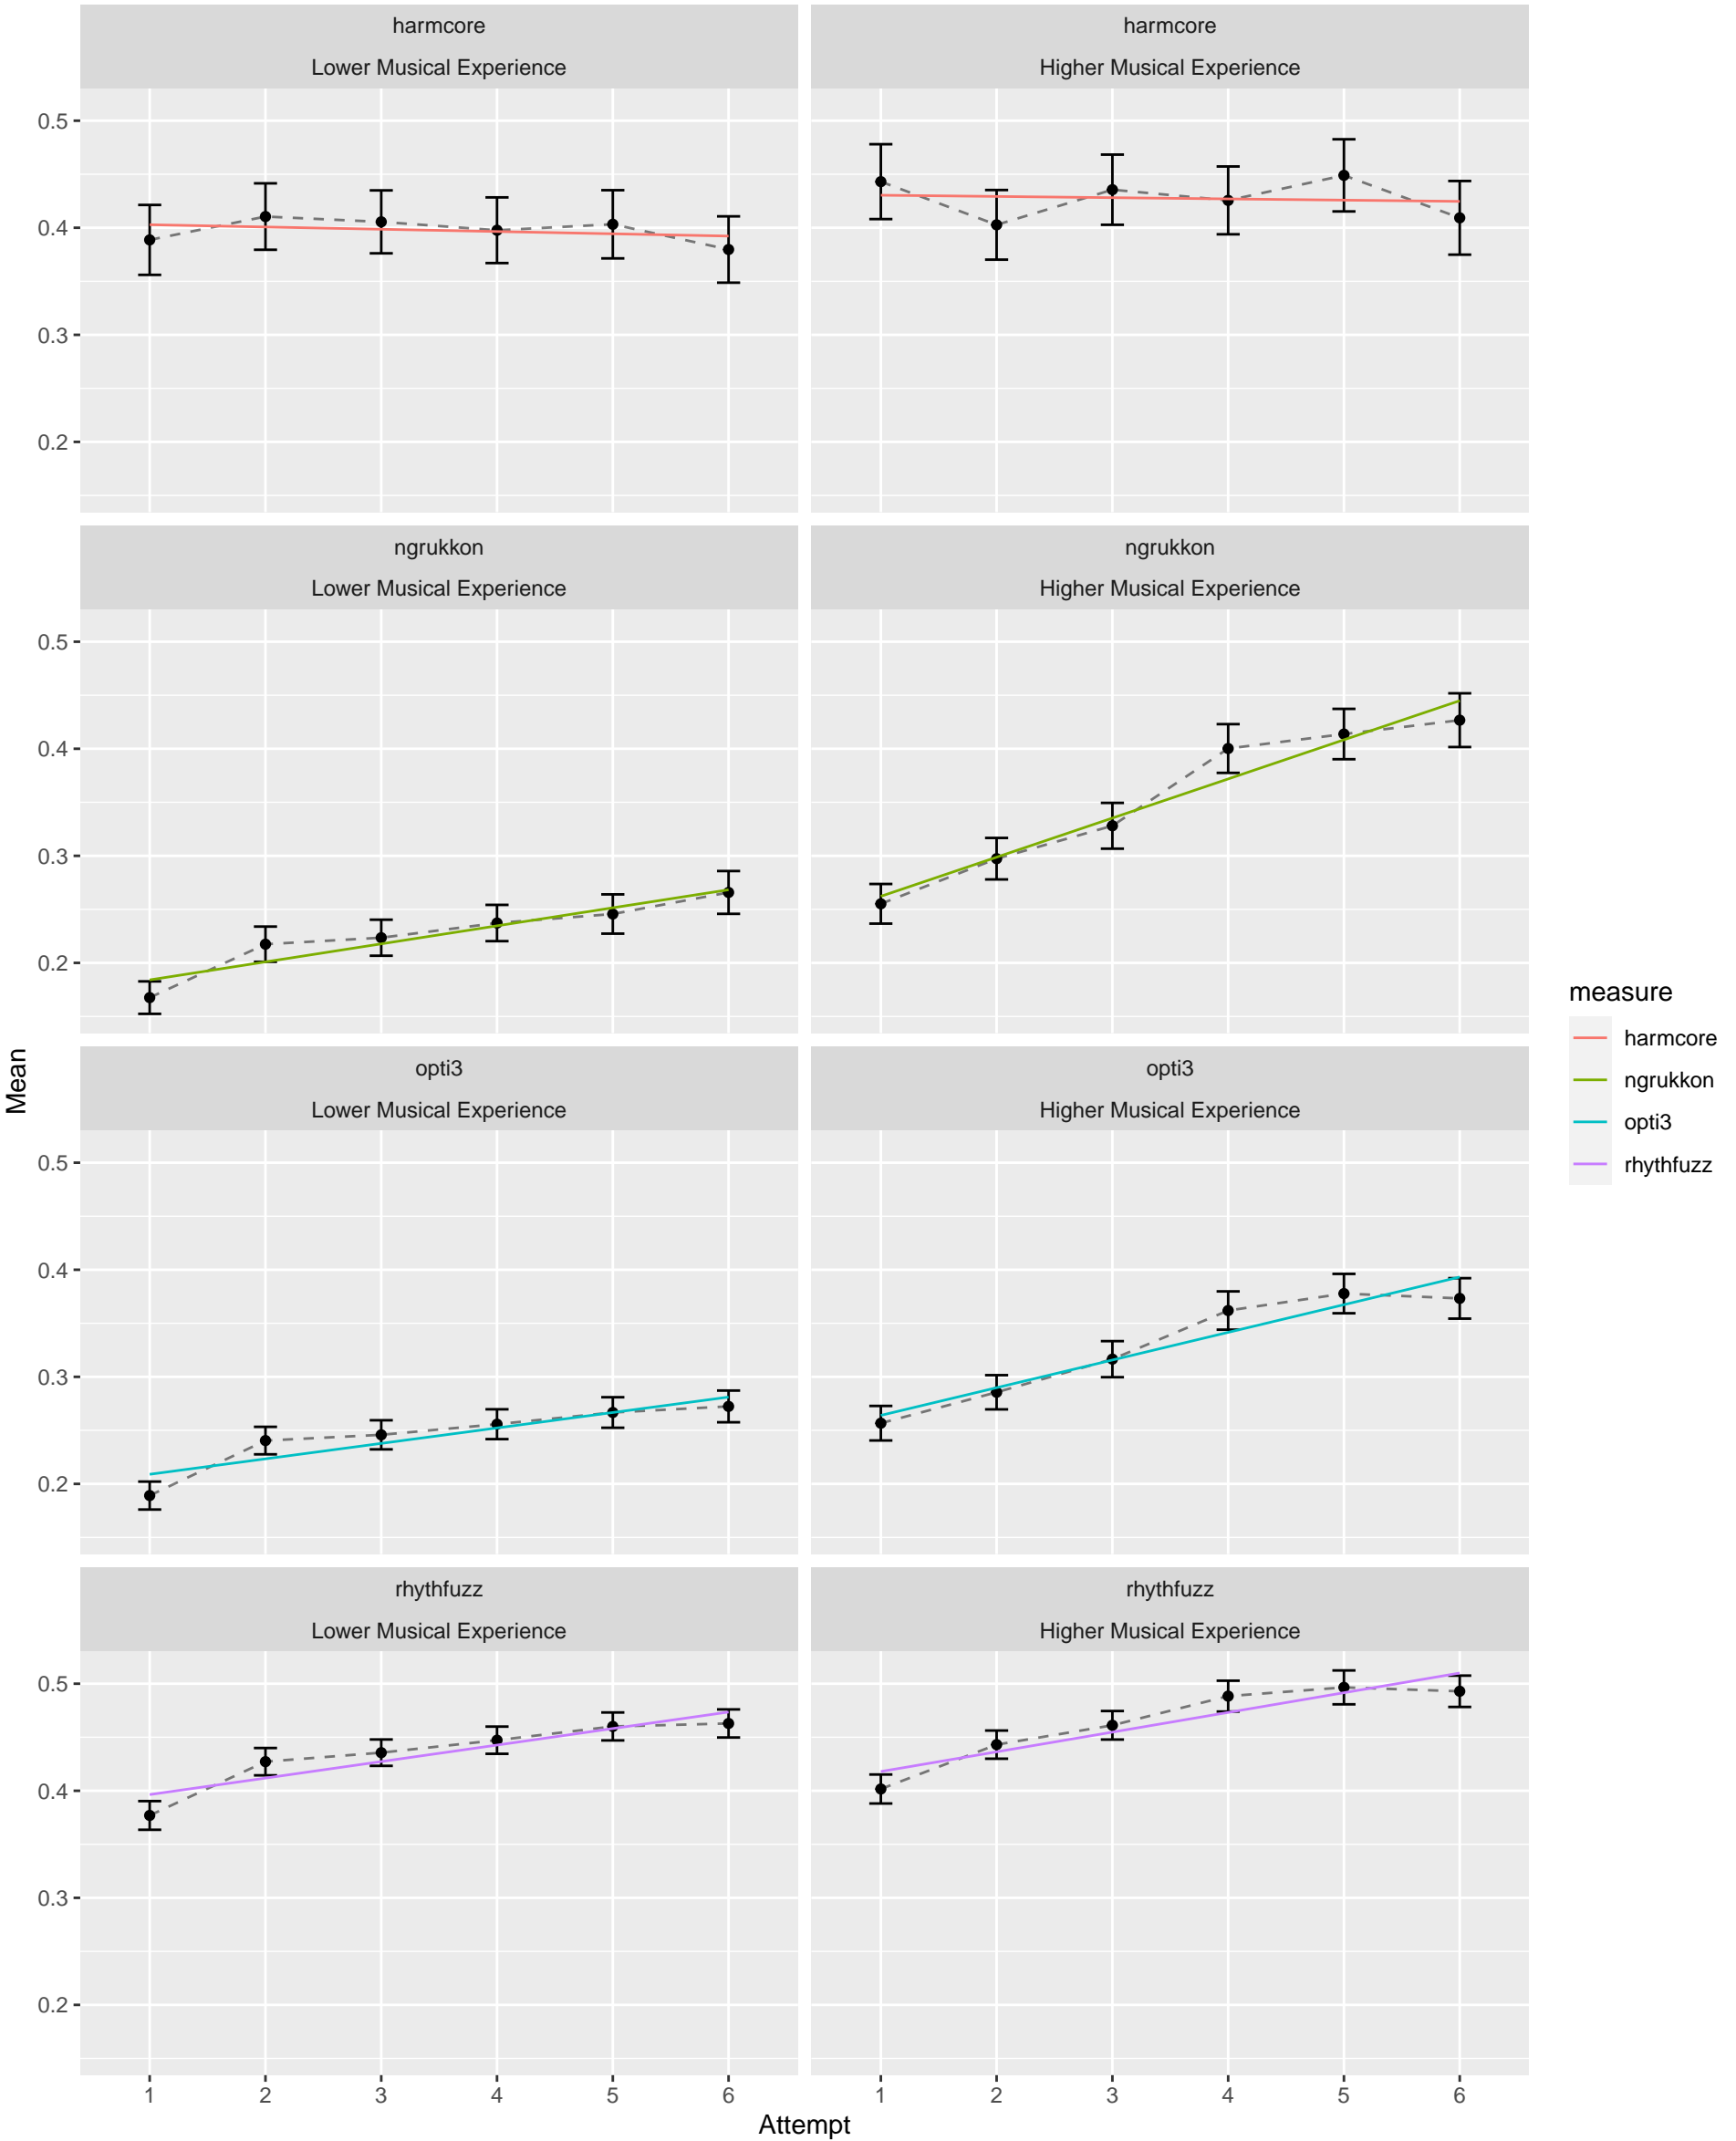 harmcore
Lower Musical Experience
harmcore
Higher Musical Experience
0.5
0.4
0.3
0.2
ngrukkon
Lower Musical Experience
ngrukkon
Higher Musical Experience
0.5
0.4
0.3
0.2
opti3
Lower Musical Experience
opti3
Higher Musical Experience
0.5
0.4
0.3
0.2
rhythfuzz
Lower Musical Experience
rhythfuzz
Higher Musical Experience
0.5
0.4
0.3
0.2
1 2 3 4 5 6
1 2 3 4 5 6
Attempt
Mean
measure
harmcore
ngrukkon
opti3
rhythfuzz